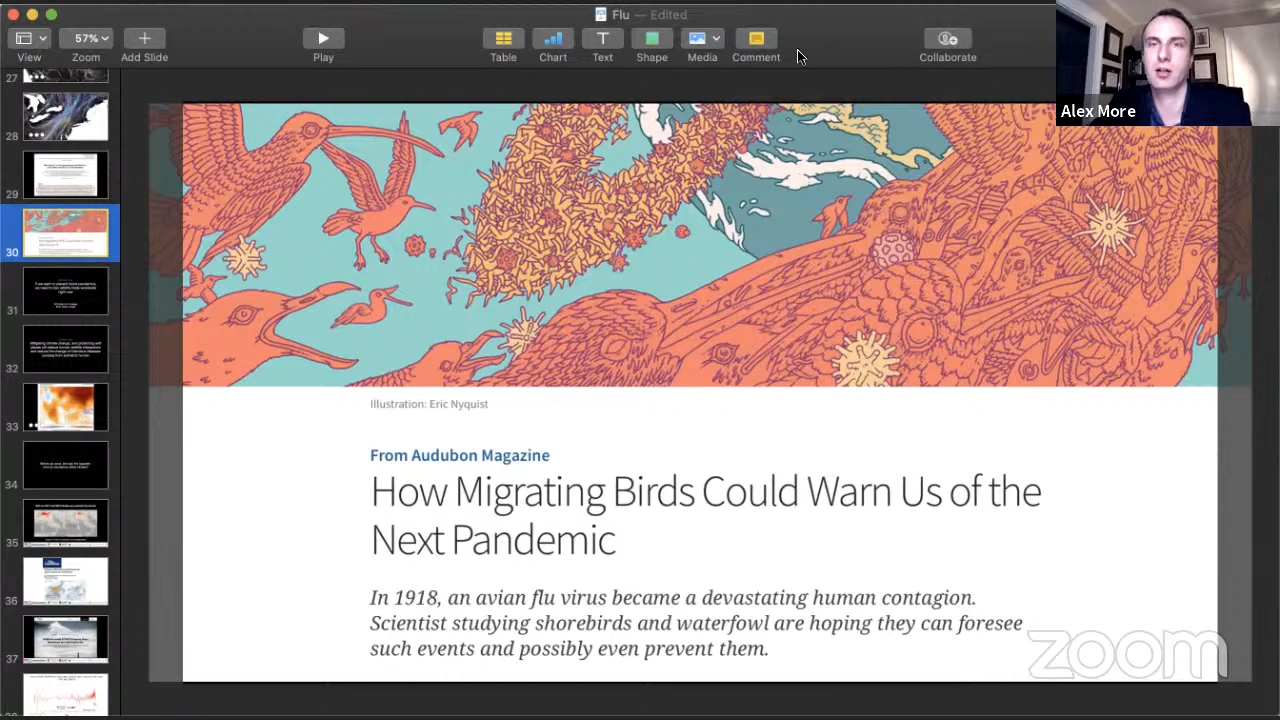 Flu — Edited
57%
View
Zoom
Add Slide
Play
Table
Chart
Text
Shape
Media
Comment
Collaborate
Alex More
27
28
29
30
31
32
33
34
35
36
37
Illustration: Eric Nyquist
From Audubon Magazine
How Migrating Birds Could Warn Us of the
Next Pandemic
In 1918, an avian flu virus became a devastating human contagion.
Scientist studying shorebirds and waterfowl are hoping they can foresee
such events and possibly even prevent them.
zoom